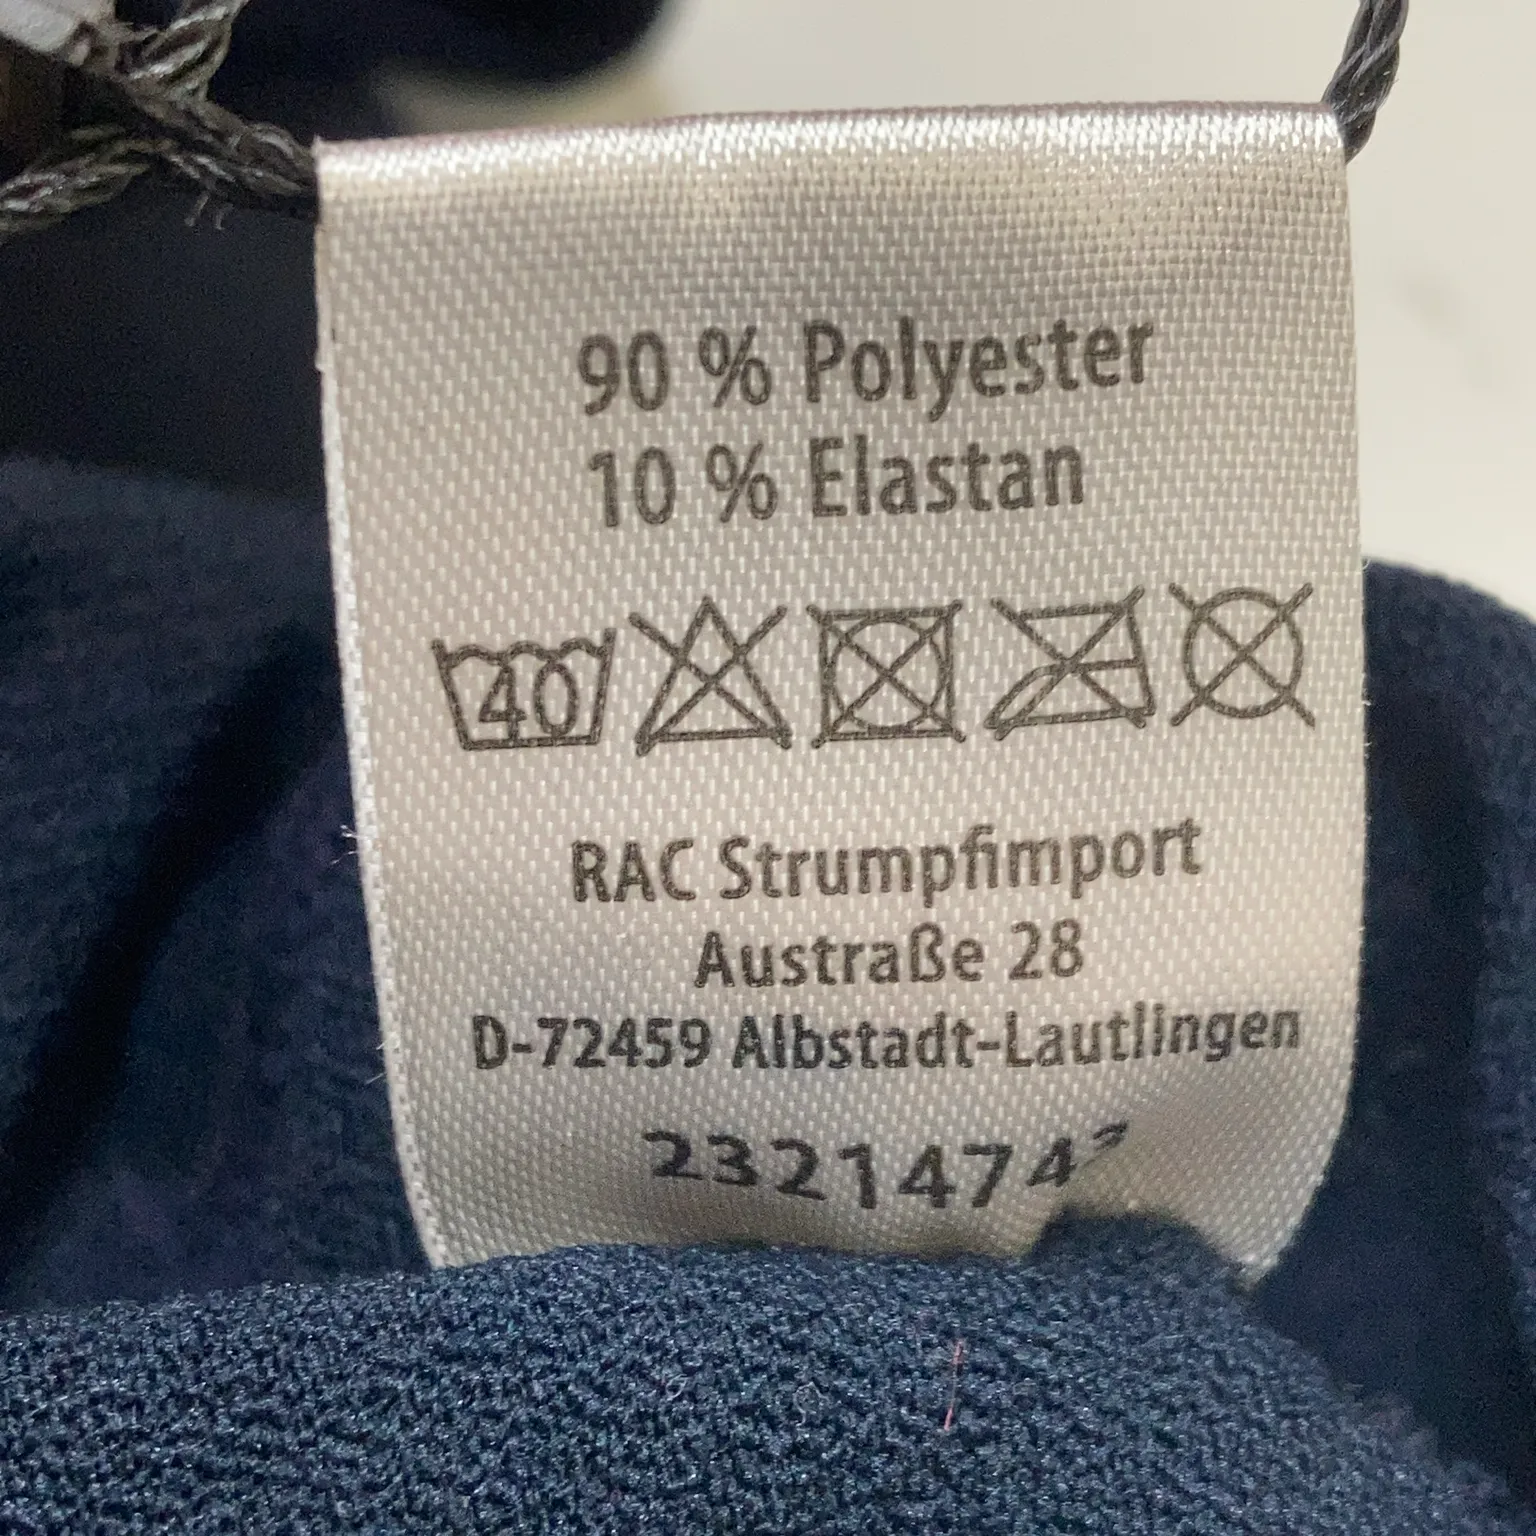 90 % Polyester
10 % Elastan
40
RAC Strumpfimport
Austraße 28
D-72459 Albstadt-Lautlingen